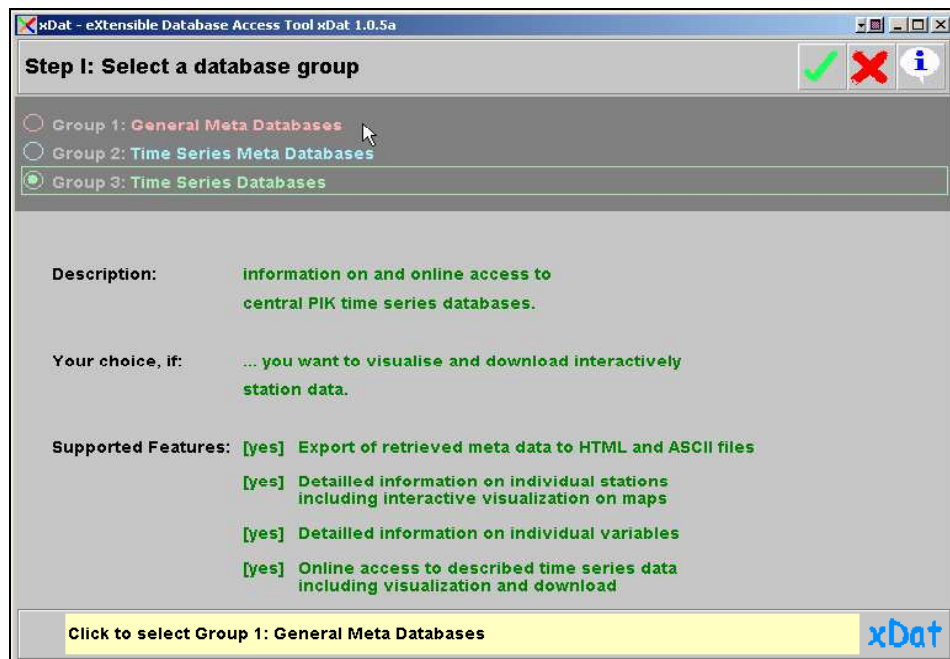 xDat - eXtensible Database Access Tool xDat 1.0.5a
Step I: Select a database group
i
Group 1: General Meta Databases
Group 2: Time Series Meta Databases
Group 3: Time Series Databases
Description: information on and online access to
central PIK time series databases.
Your choice, if: ... you want to visualise and download interactively
station data.
Supported Features: [yes] Export of retrieved meta data to HTML and ASCII files
[yes] Detailled information on individual stations
including interactive visualization on maps
[yes] Detailled information on individual variables
[yes] Online access to described time series data
including visualization and download
Click to select Group 1: General Meta Databases
xDat